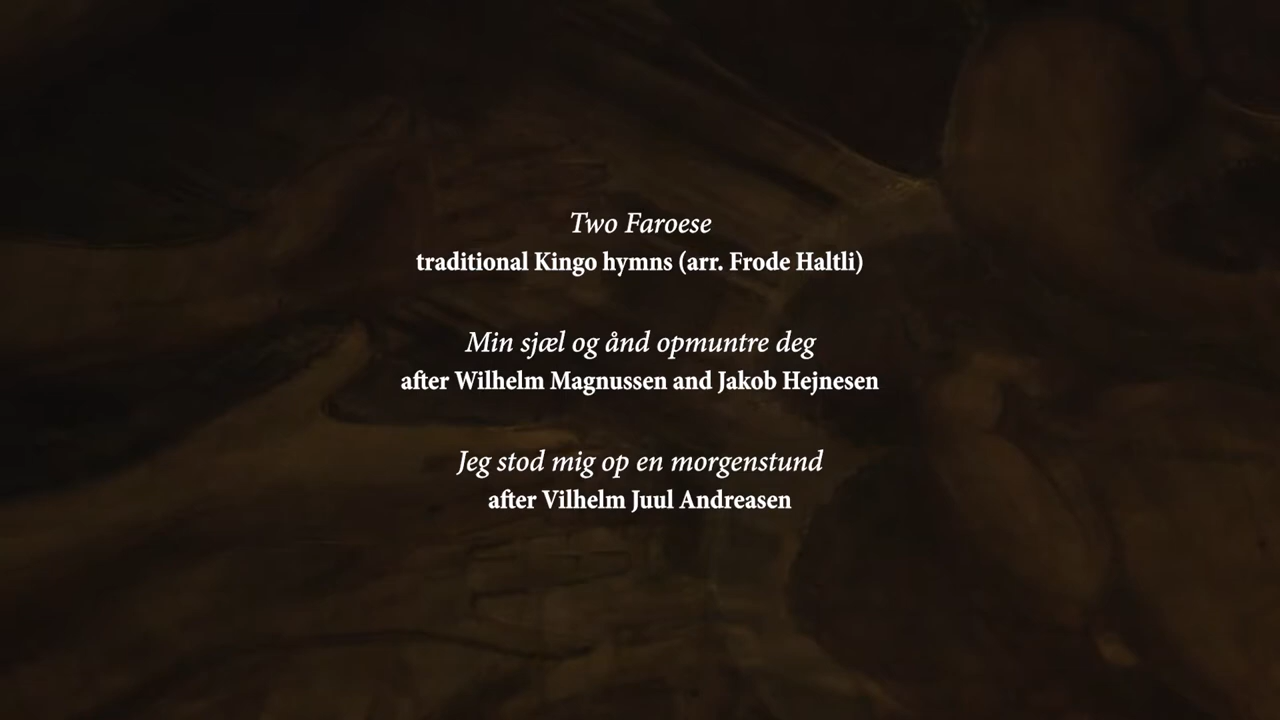 Two Faroese
traditional Kingo hymns (arr. Frode Haltli)
Min sjæl og ånd opmuntre deg
after Wilhelm Magnussen and Jakob Hejnesen
Jeg stod mig op en morgenstund
after Vilhelm Juul Andreasen